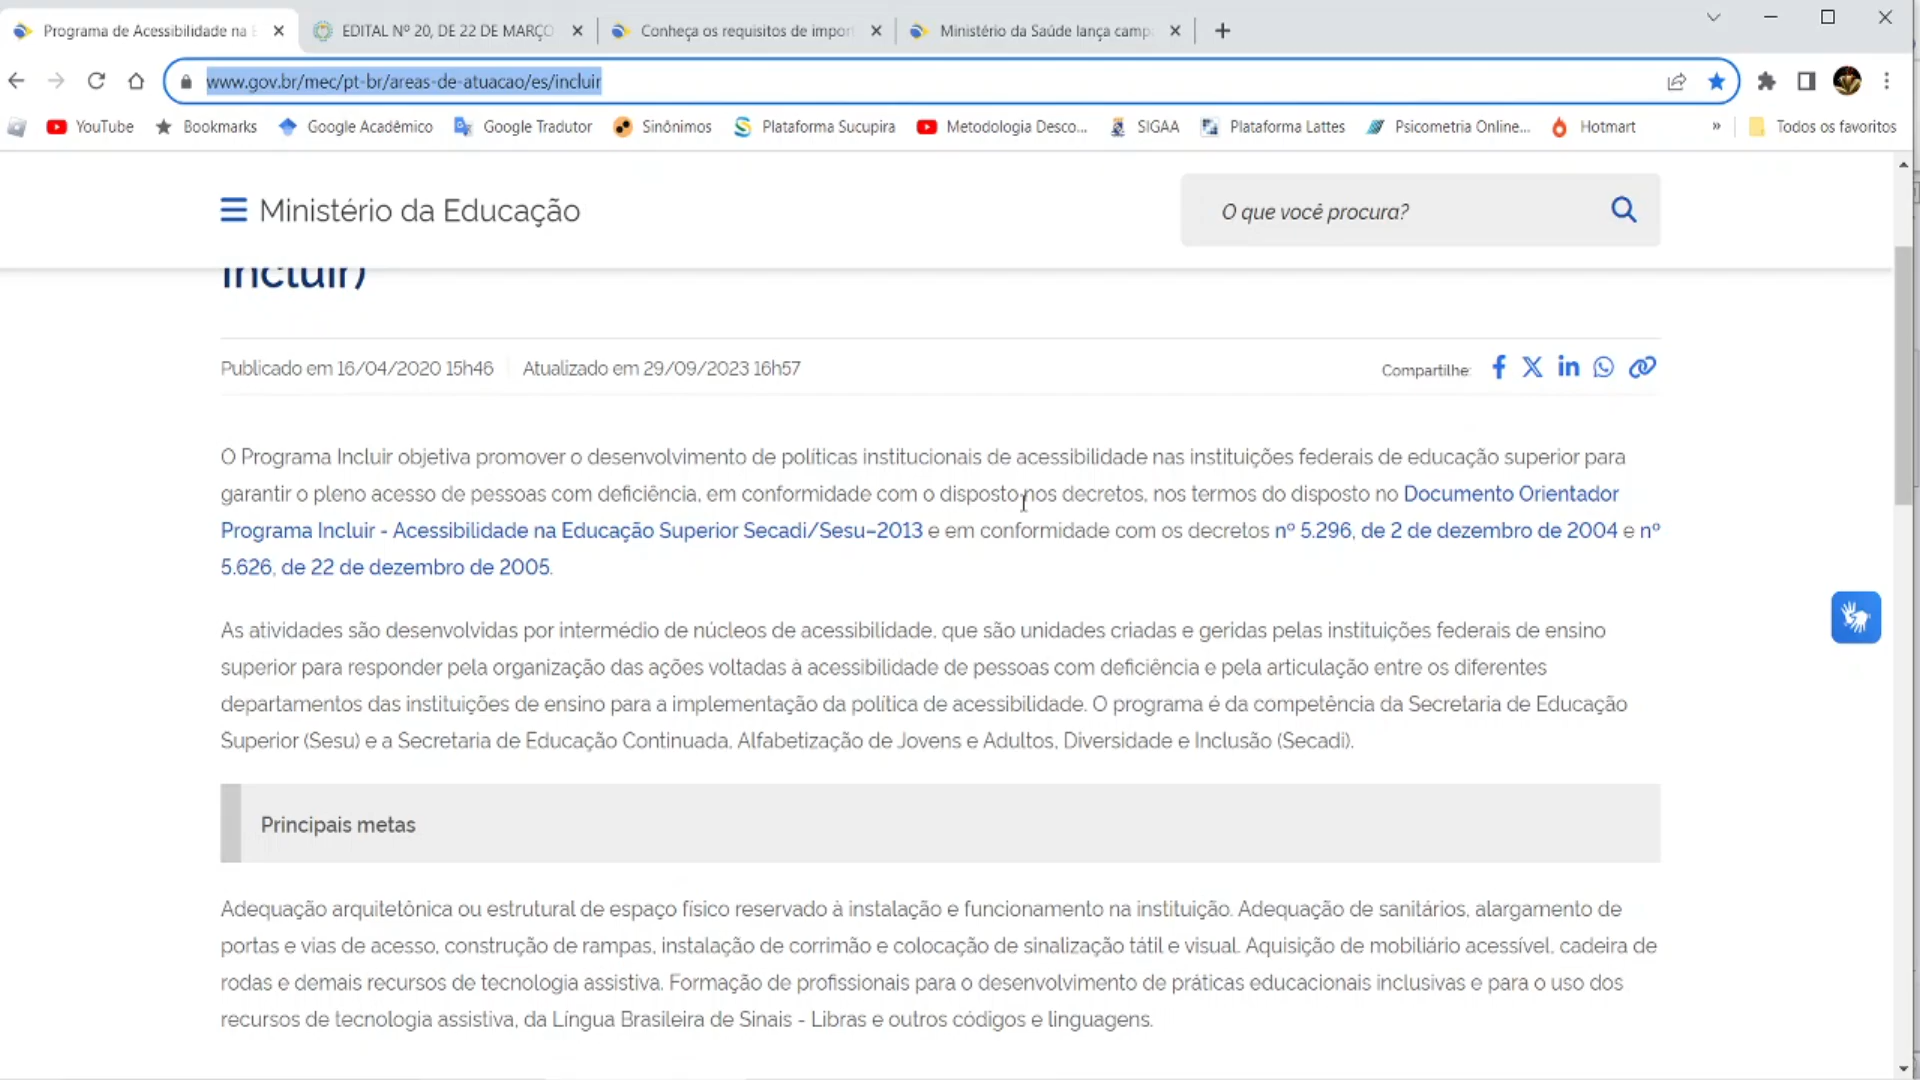 Programa de Acessibilidade na E
EDITAL Nº 20, DE 22 DE MARÇO
Conheça os requisitos de impor
Ministério da Saúde lança camp
www.gov.br/mec/pt-br/areas-de-atuacao/es/incluir
YouTube
Bookmarks
Google Acadêmico
Google Tradutor
Sinônimos
Plataforma Sucupira
Metodologia Desco...
SIGAA
Plataforma Lattes
Psicometria Online...
Hotmart
»
Todos os favoritos
Ministério da Educação
O que você procura?
Incluir)
Publicado em 16/04/2020 15h46
Atualizado em 29/09/2023 16h57
Compartilhe:
O Programa Incluir objetiva promover o desenvolvimento de políticas institucionais de acessibilidade nas instituições federais de educação superior para
garantir o pleno acesso de pessoas com deficiência, em conformidade com o disposto nos decretos, nos termos do disposto no Documento Orientador
Programa Incluir - Acessibilidade na Educação Superior Secadi/Sesu–2013 e em conformidade com os decretos nº 5.296, de 2 de dezembro de 2004 e nº
5.626, de 22 de dezembro de 2005.
As atividades são desenvolvidas por intermédio de núcleos de acessibilidade, que são unidades criadas e geridas pelas instituições federais de ensino
superior para responder pela organização das ações voltadas à acessibilidade de pessoas com deficiência e pela articulação entre os diferentes
departamentos das instituições de ensino para a implementação da política de acessibilidade. O programa é da competência da Secretaria de Educação
Superior (Sesu) e a Secretaria de Educação Continuada, Alfabetização de Jovens e Adultos, Diversidade e Inclusão (Secadi).
Principais metas
Adequação arquitetônica ou estrutural de espaço físico reservado à instalação e funcionamento na instituição. Adequação de sanitários, alargamento de
portas e vias de acesso, construção de rampas, instalação de corrimão e colocação de sinalização tátil e visual. Aquisição de mobiliário acessível, cadeira de
rodas e demais recursos de tecnologia assistiva. Formação de profissionais para o desenvolvimento de práticas educacionais inclusivas e para o uso dos
recursos de tecnologia assistiva, da Língua Brasileira de Sinais - Libras e outros códigos e linguagens.